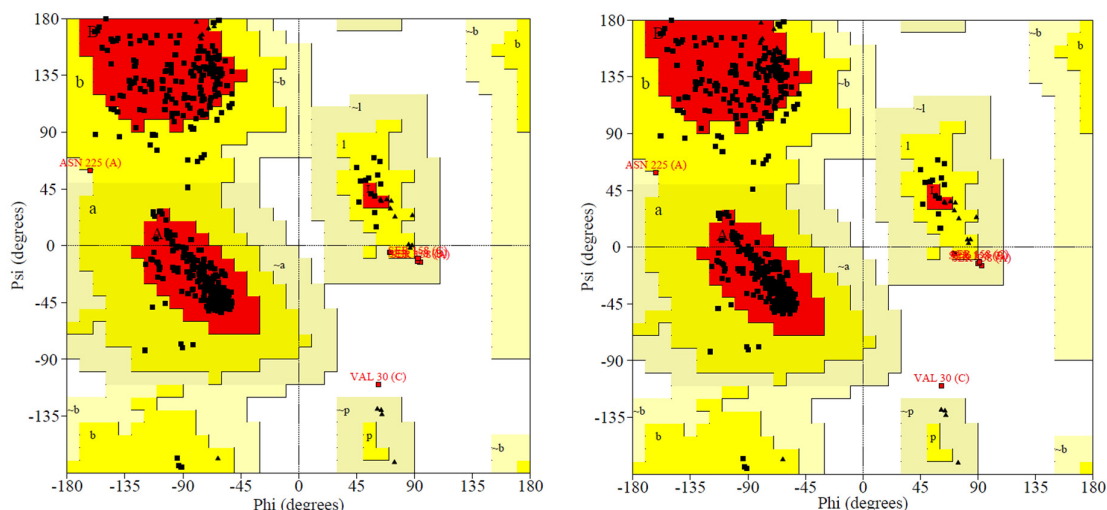 180
135
90
45
0
-45
-90
-135
Psi (degrees)
B
b
~b
~b
b
~l
l
L
ASN 225 (A)
a
A
~a
VAL 30 (C)
~b
b
~p
p
~b
-180
-135
-90
-45
0
45
90
135
180
Phi (degrees)
180
135
90
45
0
-45
-90
-135
Psi (degrees)
B
b
~b
~b
b
~l
l
L
ASN 225 (A)
a
A
~a
VAL 30 (C)
~b
b
~p
p
~b
-180
-135
-90
-45
0
45
90
135
180
Phi (degrees)